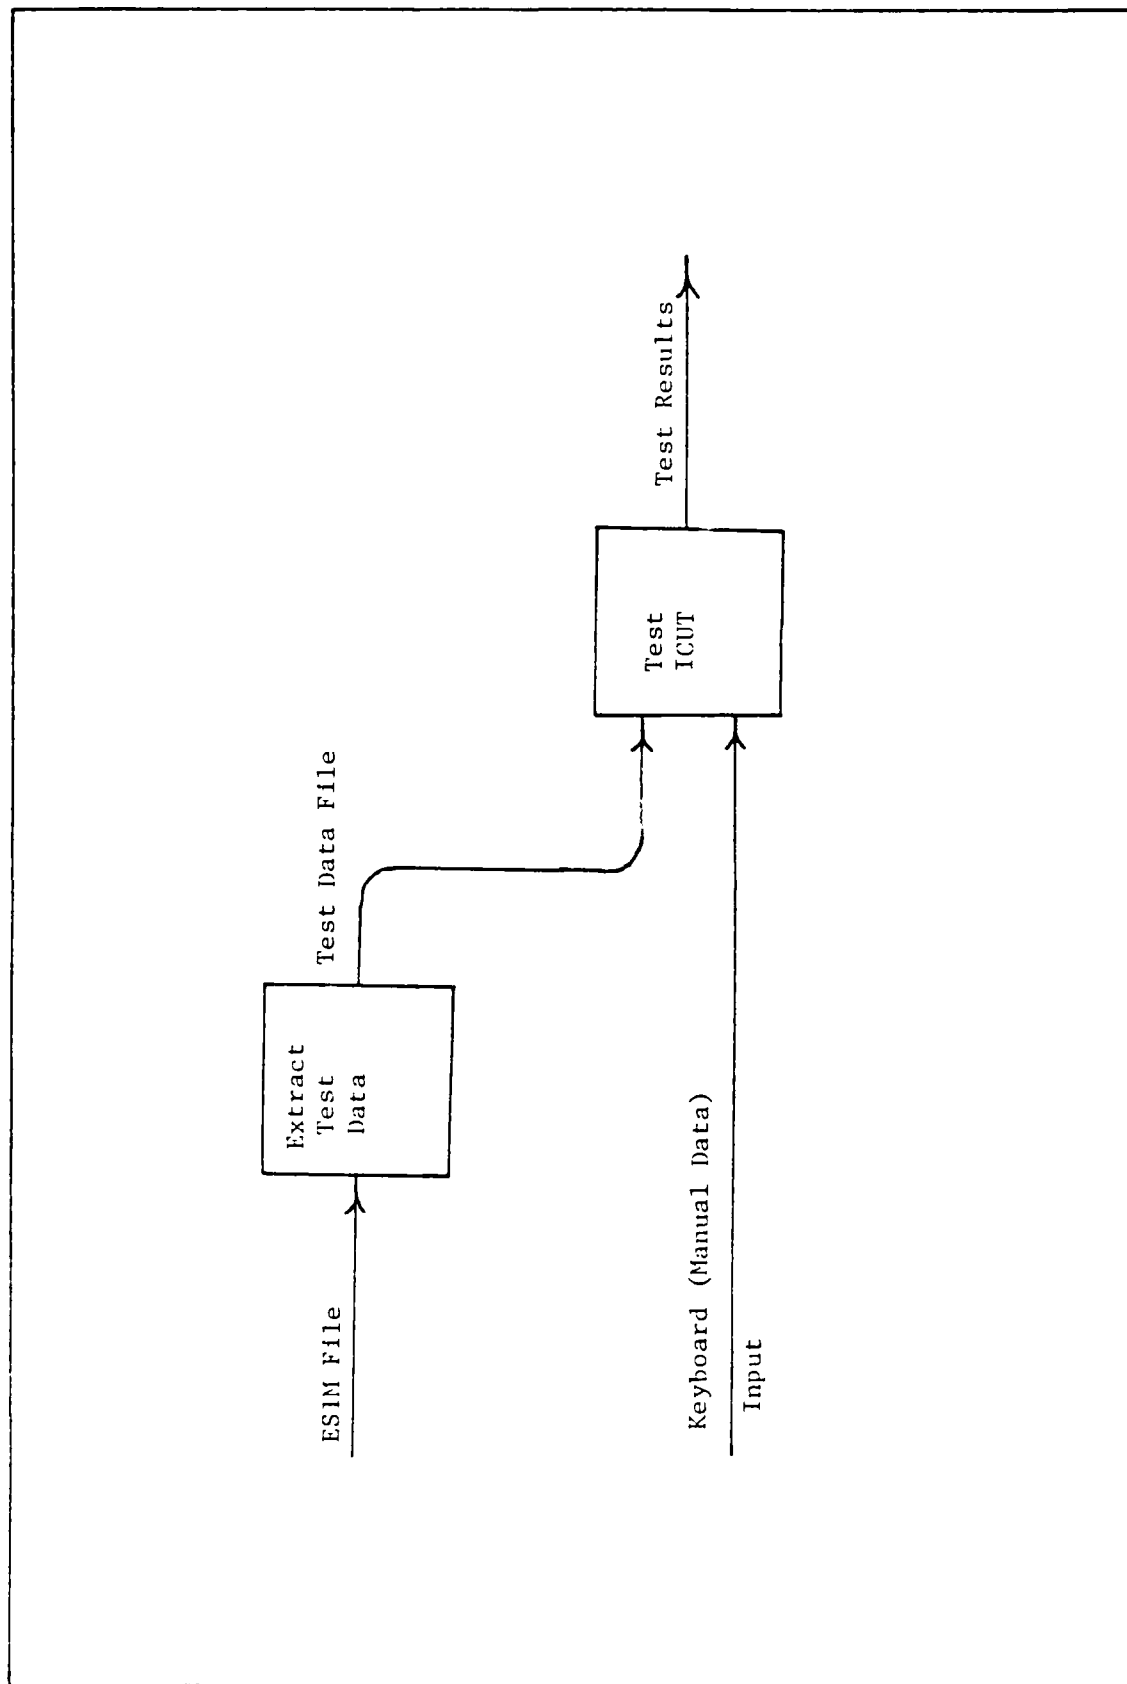 ESIM File
Extract
Test
Data
Test Data File
Keyboard (Manual Data)
Input
Test
ICUT
Test Results